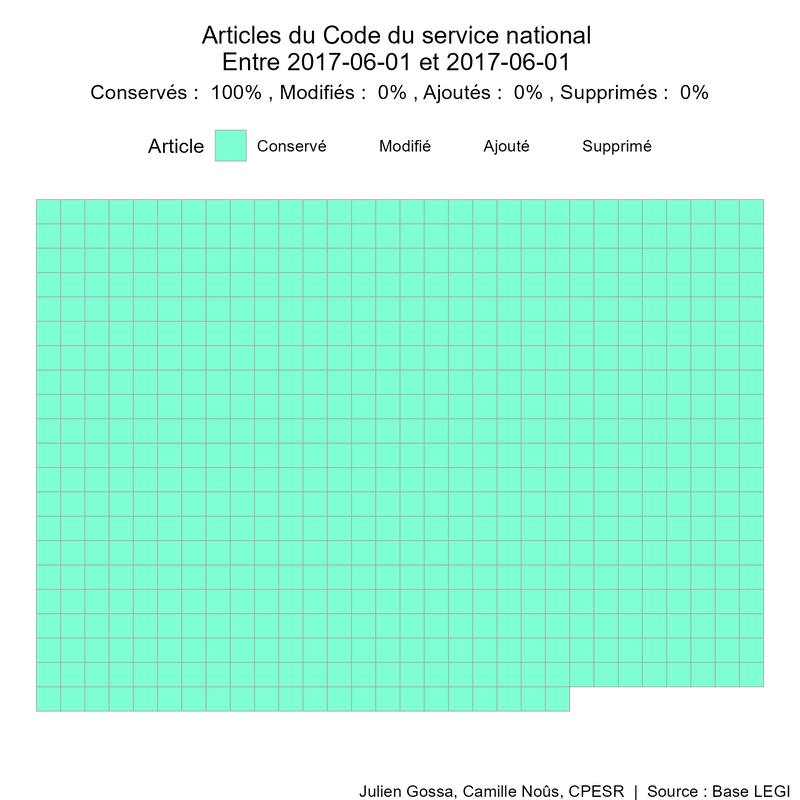 Articles du Code du service national
Entre 2017-06-01 et 2017-06-01
Conservés :  100% , Modifiés :  0% , Ajoutés :  0% , Supprimés :  0%
Article Conservé Modifié Ajouté Supprimé
Julien Gossa, Camille Noûs, CPESR | Source : Base LEGI